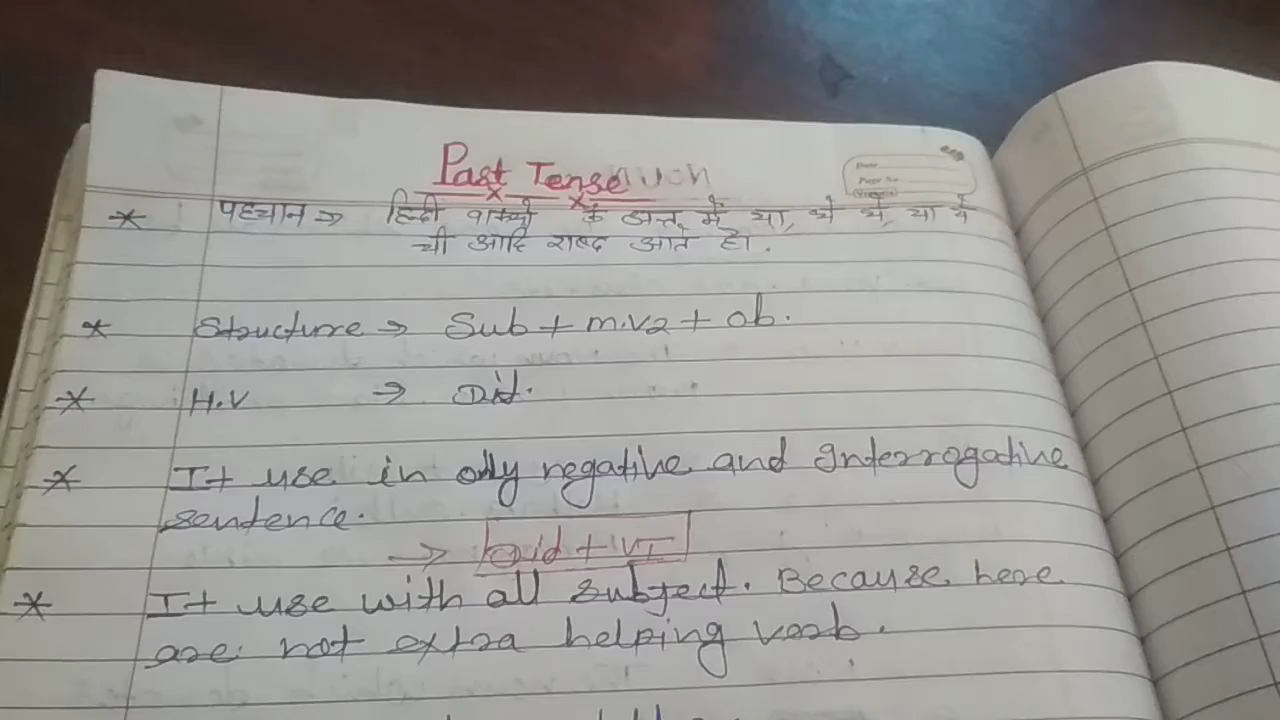 Past Tense
* पहचान → हिन्दी वाक्यो के अन्त में या, ये थे, या थे
थी आदि शब्द आते हो.
* Structure → Sub + m.v2 + ob.
* H.V → Did.
* It use in only negative and Interrogative
sentence.
→ Did + VI
* It use with all subject. Because here
are not extra helping verb.